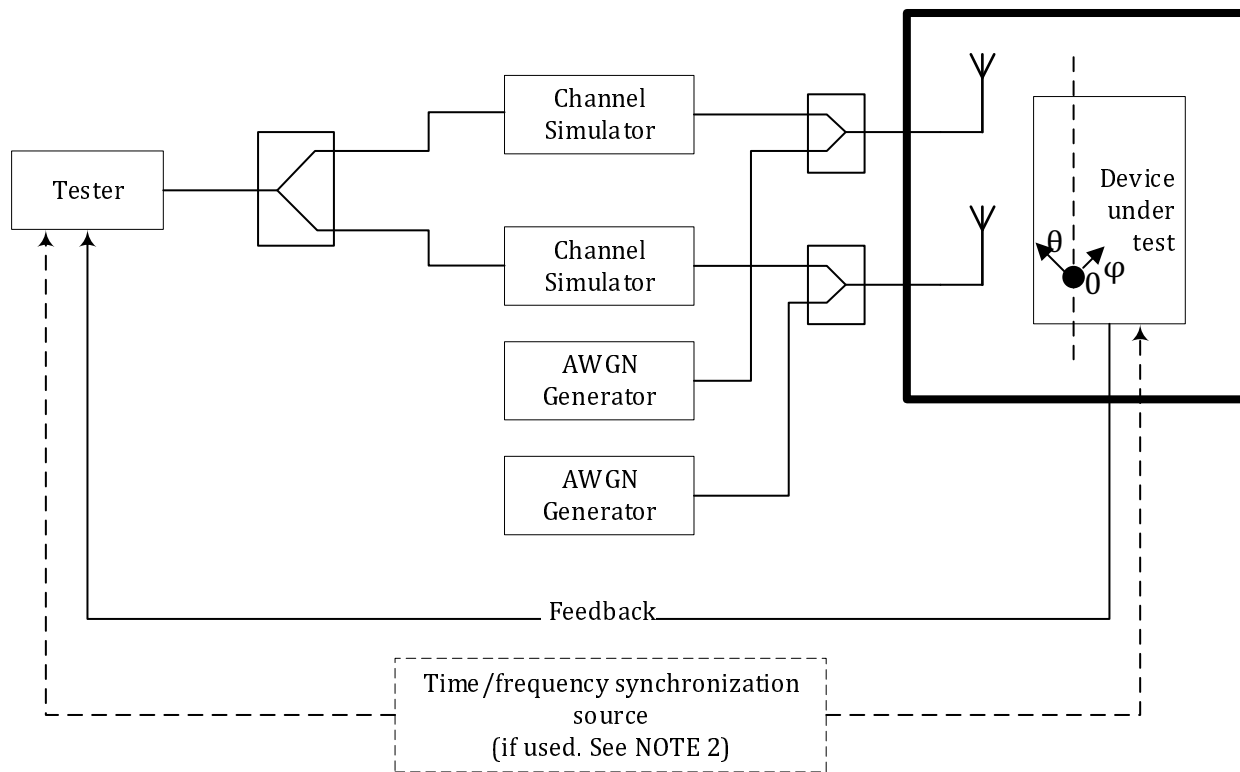 Tester
Channel
Simulator
Channel
Simulator
AWGN
Generator
AWGN
Generator
Device
under
test
θ
0
φ
Feedback
Time/frequency synchronization
source
(if used. See NOTE 2)